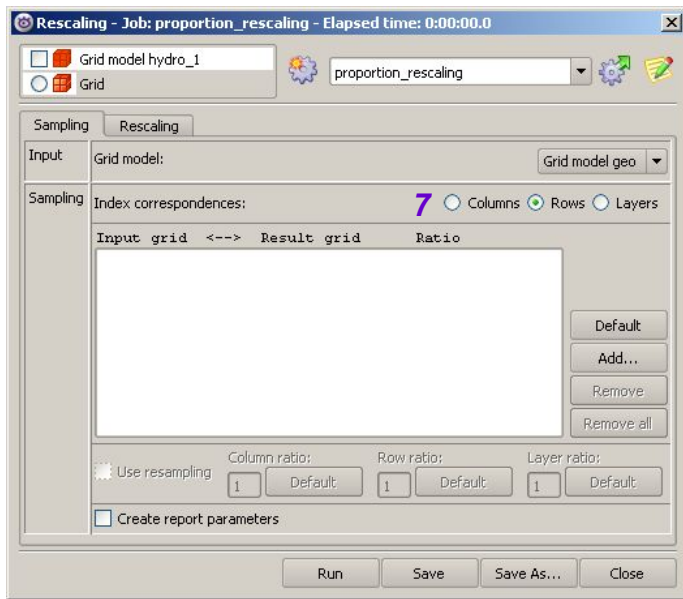 Rescaling - Job: proportion_rescaling - Elapsed time: 0:00:00.0
Grid model hydro_1
Grid
proportion_rescaling
Sampling Rescaling
Input Grid model: Grid model geo
Sampling Index correspondences: 7 Columns Rows Layers
Input grid <--> Result grid Ratio
Default
Add...
Remove
Remove all
Column ratio: Row ratio: Layer ratio:
Use resampling 1 Default 1 Default 1 Default
Create report parameters
Run Save Save As... Close